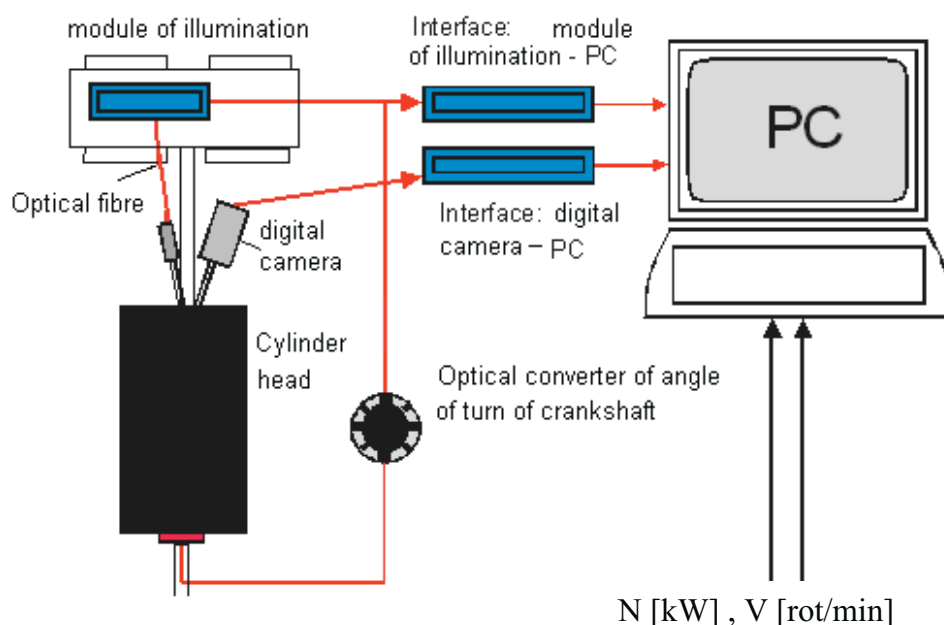 module of illumination
Interface: module
of illumination - PC
PC
Optical fibre
digital
camera
Interface: digital
camera – PC
Cylinder
head
Optical converter of angle
of turn of crankshaft
N [kW] , V [rot/min]